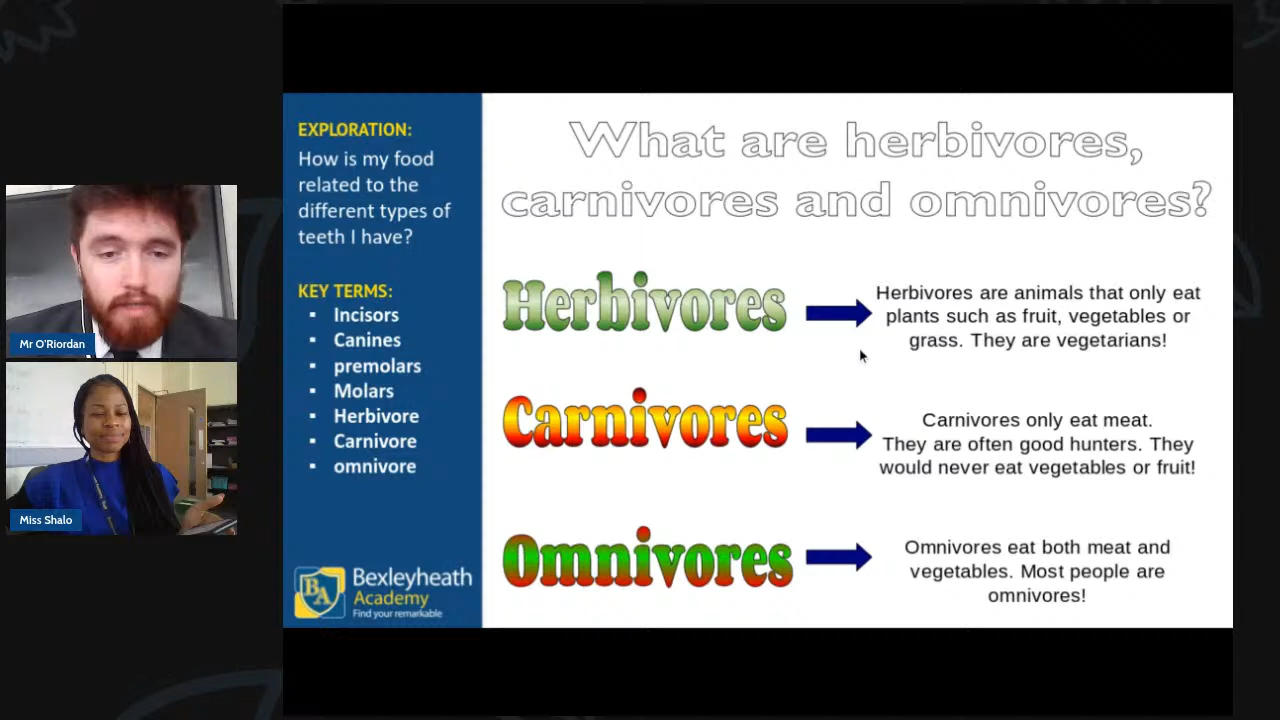 Mr O'Riordan
Miss Shalo
EXPLORATION:
How is my food
related to the
different types of
teeth I have?
KEY TERMS:
▪ Incisors
▪ Canines
▪ premolars
▪ Molars
▪ Herbivore
▪ Carnivore
▪ omnivore
BA
Bexleyheath
Academy
Find your remarkable
What are herbivores,
carnivores and omnivores?
Herbivores
Herbivores are animals that only eat
plants such as fruit, vegetables or
grass. They are vegetarians!
Carnivores
Carnivores only eat meat.
They are often good hunters. They
would never eat vegetables or fruit!
Omnivores
Omnivores eat both meat and
vegetables. Most people are
omnivores!